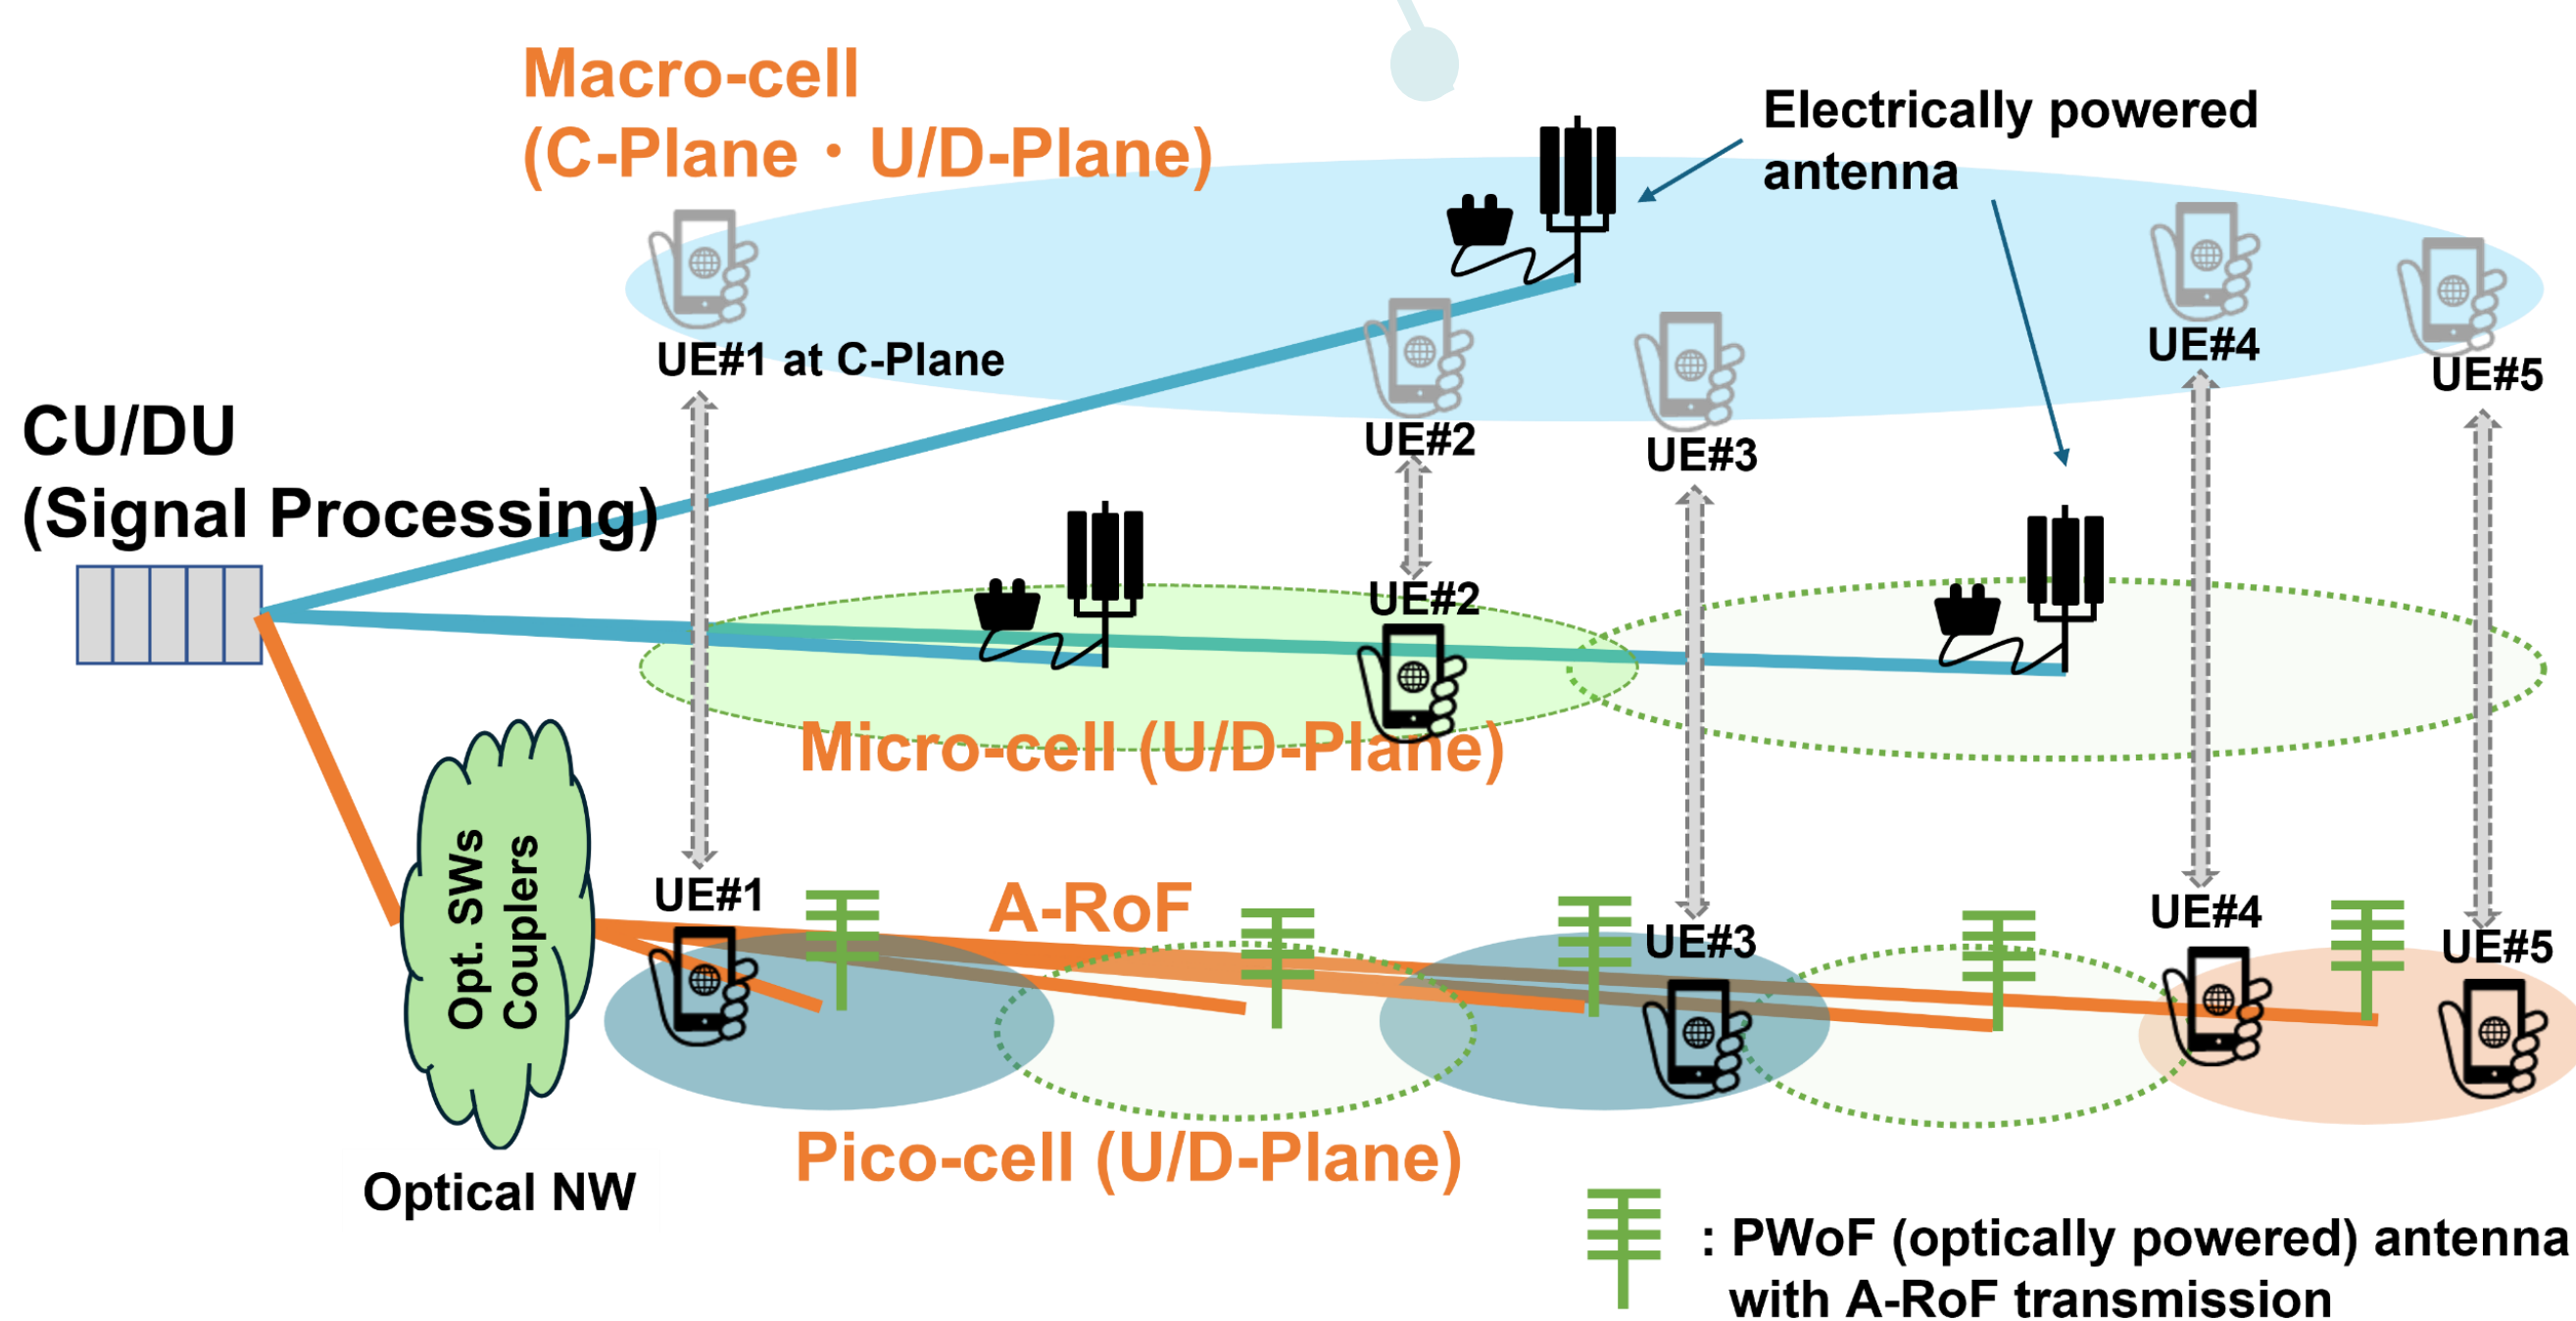 Macro-cell
(C-Plane・U/D-Plane)
Electrically powered
antenna
UE#1 at C-Plane
UE#2
UE#3
UE#4
UE#5
CU/DU
(Signal Processing)
UE#2
Micro-cell (U/D-Plane)
Opt. SWs
Couplers
Optical NW
UE#1
A-RoF
UE#3
UE#4
UE#5
Pico-cell (U/D-Plane)
: PWoF (optically powered) antenna
with A-RoF transmission